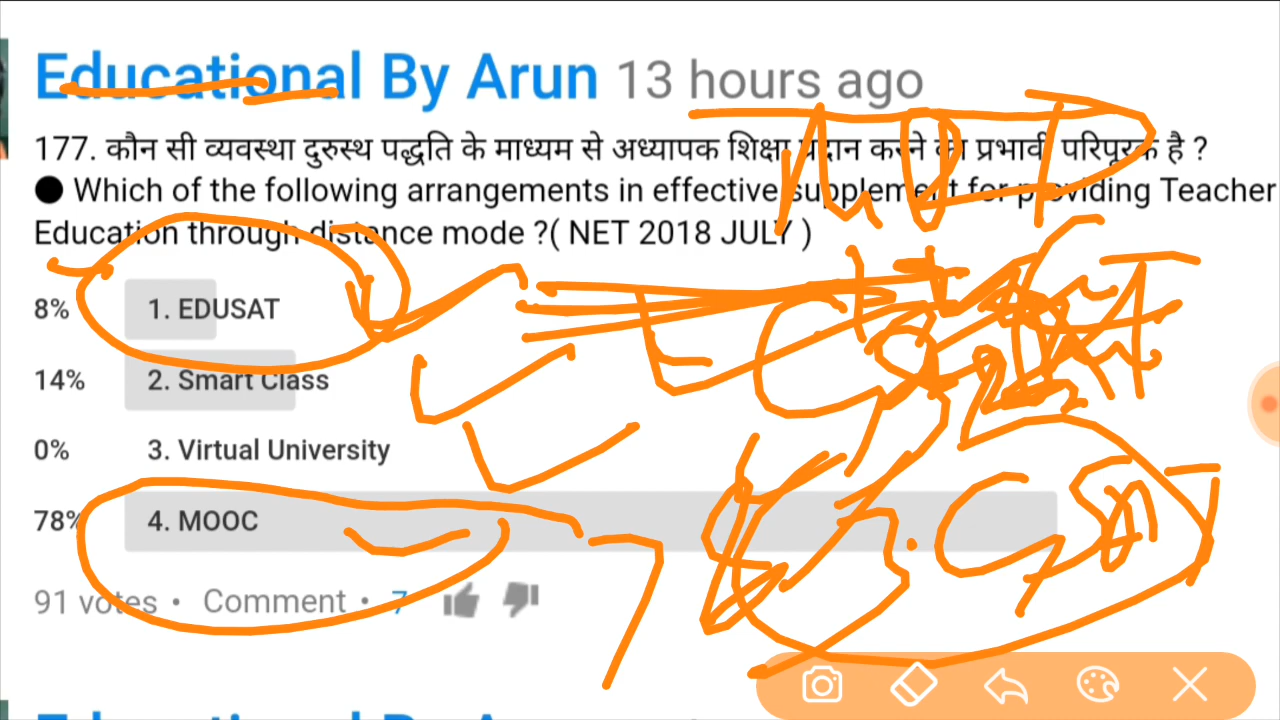 Educational By Arun 13 hours ago
177. कौन सी व्यवस्था दुरुस्थ पद्धति के माध्यम से अध्यापक शिक्षा प्रदान करने का प्रभावी परिपूरक है ?
● Which of the following arrangements in effective supplement for providing Teacher
Education through distance mode ?( NET 2018 JULY )
8% 1. EDUSAT
14% 2. Smart Class
0% 3. Virtual University
78% 4. MOOC
91 votes • Comment • 7